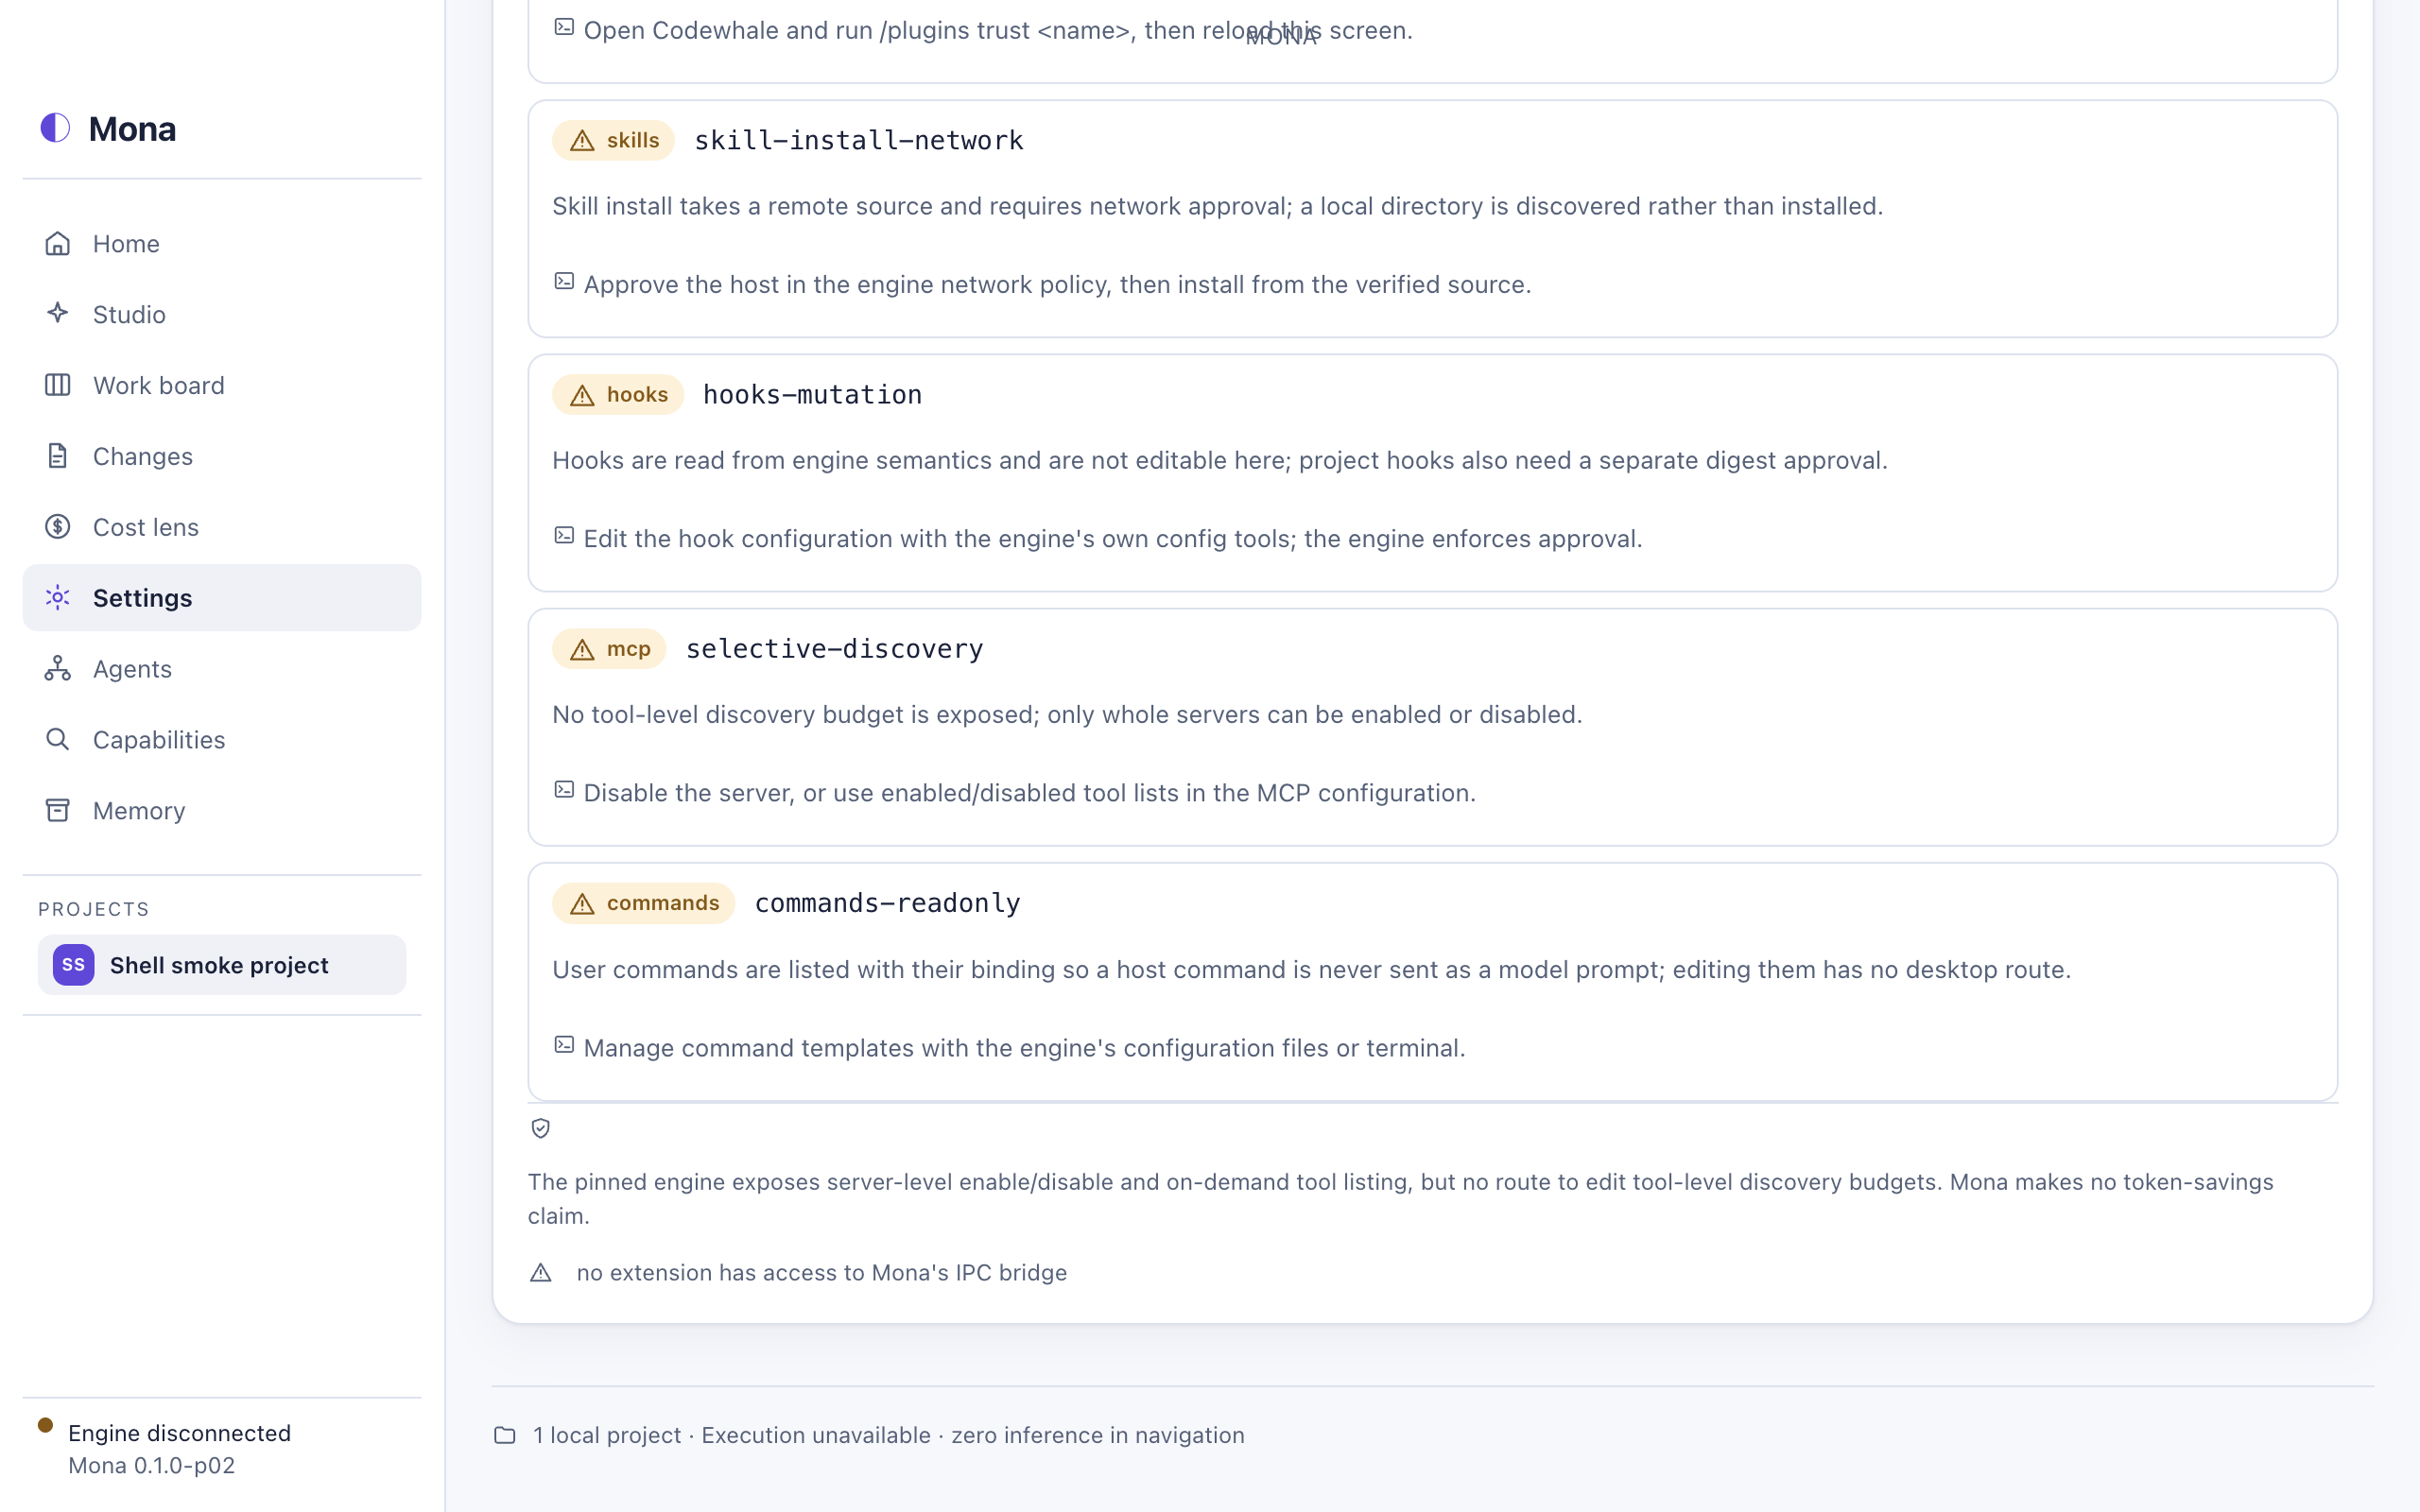 Mona
Home
Studio
Work board
Changes
Cost lens
Settings
Agents
Capabilities
Memory
PROJECTS
SS Shell smoke project
Engine disconnected
Mona 0.1.0-p02
MONA
Open Codewhale and run /plugins trust <name>, then reload this screen.
skills skill-install-network
Skill install takes a remote source and requires network approval; a local directory is discovered rather than installed.
Approve the host in the engine network policy, then install from the verified source.
hooks hooks-mutation
Hooks are read from engine semantics and are not editable here; project hooks also need a separate digest approval.
Edit the hook configuration with the engine's own config tools; the engine enforces approval.
mcp selective-discovery
No tool-level discovery budget is exposed; only whole servers can be enabled or disabled.
Disable the server, or use enabled/disabled tool lists in the MCP configuration.
commands commands-readonly
User commands are listed with their binding so a host command is never sent as a model prompt; editing them has no desktop route.
Manage command templates with the engine's configuration files or terminal.
The pinned engine exposes server-level enable/disable and on-demand tool listing, but no route to edit tool-level discovery budgets. Mona makes no token-savings
claim.
no extension has access to Mona's IPC bridge
1 local project · Execution unavailable · zero inference in navigation